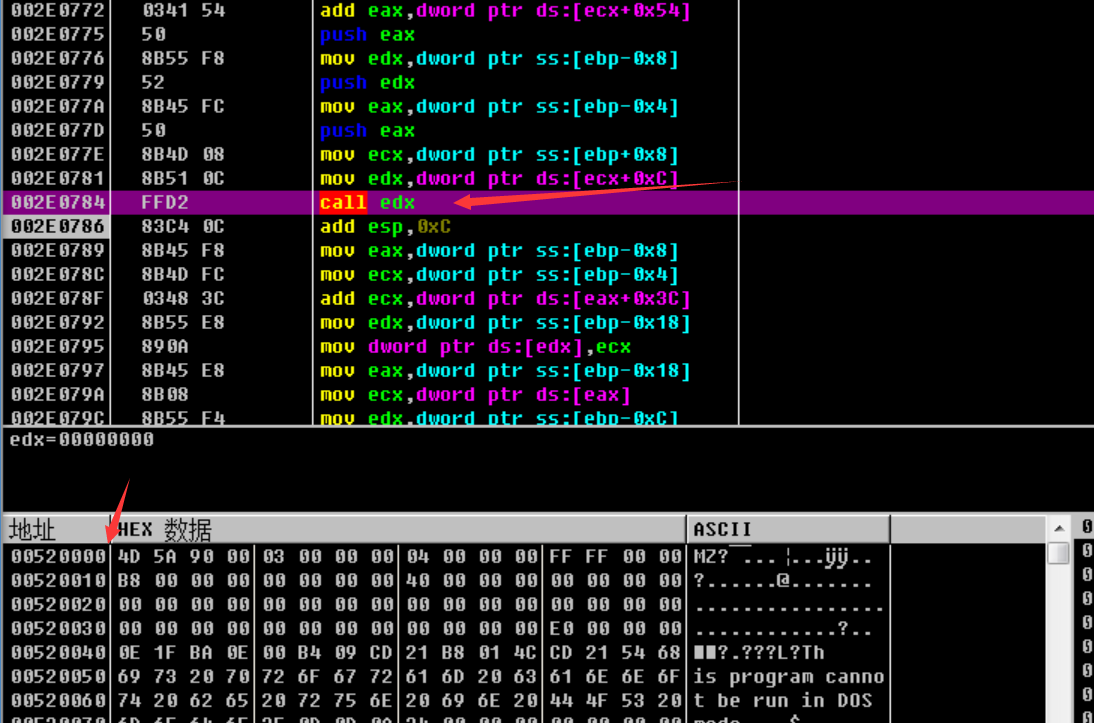 002E0772 0341 54 add eax,dword ptr ds:[ecx+0x54]
002E0775 50 push eax
002E0776 8B55 F8 mov edx,dword ptr ss:[ebp-0x8]
002E0779 52 push edx
002E077A 8B45 FC mov eax,dword ptr ss:[ebp-0x4]
002E077D 50 push eax
002E077E 8B4D 08 mov ecx,dword ptr ss:[ebp+0x8]
002E0781 8B51 0C mov edx,dword ptr ds:[ecx+0xC]
002E0784 FFD2 call edx
002E0786 83C4 0C add esp,0xC
002E0789 8B45 F8 mov eax,dword ptr ss:[ebp-0x8]
002E078C 8B4D FC mov ecx,dword ptr ss:[ebp-0x4]
002E078F 0348 3C add ecx,dword ptr ds:[eax+0x3C]
002E0792 8B55 E8 mov edx,dword ptr ss:[ebp-0x18]
002E0795 890A mov dword ptr ds:[edx],ecx
002E0797 8B45 E8 mov eax,dword ptr ss:[ebp-0x18]
002E079A 8B08 mov ecx,dword ptr ds:[eax]
002E079C 8B55 F4 mov edx,dword ptr ss:[ebp-0xC]
edx=00000000
地址 HEX 数据 ASCII
00520000 4D 5A 90 00 03 00 00 00 04 00 00 00 FF FF 00 00 MZ?¯...¦...ÿÿ..
00520010 B8 00 00 00 00 00 00 00 40 00 00 00 00 00 00 00 ?.......@.......
00520020 00 00 00 00 00 00 00 00 00 00 00 00 00 00 00 00 ................
00520030 00 00 00 00 00 00 00 00 00 00 00 00 E0 00 00 00 ............?..
00520040 0E 1F BA 0E 00 B4 09 CD 21 B8 01 4C CD 21 54 68 ?.???L?Th
00520050 69 73 20 70 72 6F 67 72 61 6D 20 63 61 6E 6E 6F is program canno
00520060 74 20 62 65 20 72 75 6E 20 69 6E 20 44 4F 53 20 t be run in DOS